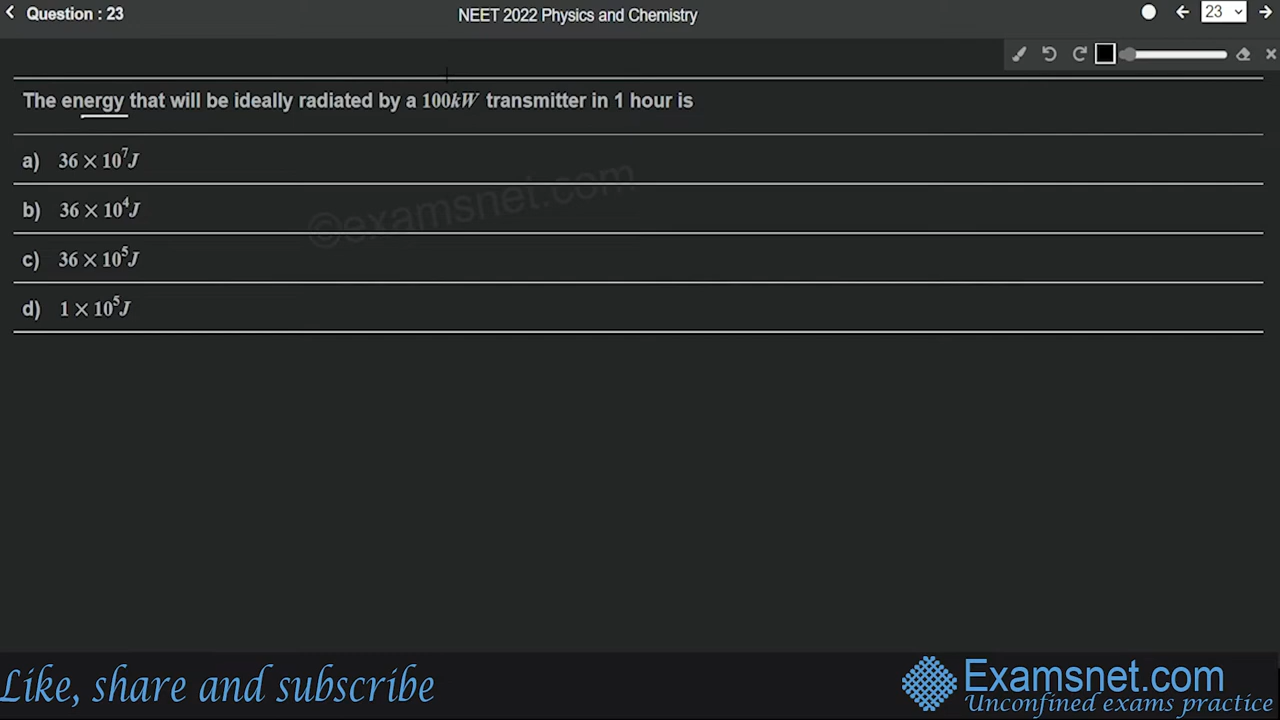 Question : 23
NEET 2022 Physics and Chemistry
23
The energy that will be ideally radiated by a 100kW transmitter in 1 hour is
a) 36 × 10⁷J
b) 36 × 10⁴J
c) 36 × 10⁵J
d) 1 × 10⁵J
©examsnet.com
Like, share and subscribe
Examsnet.com
Unconfined exams practice